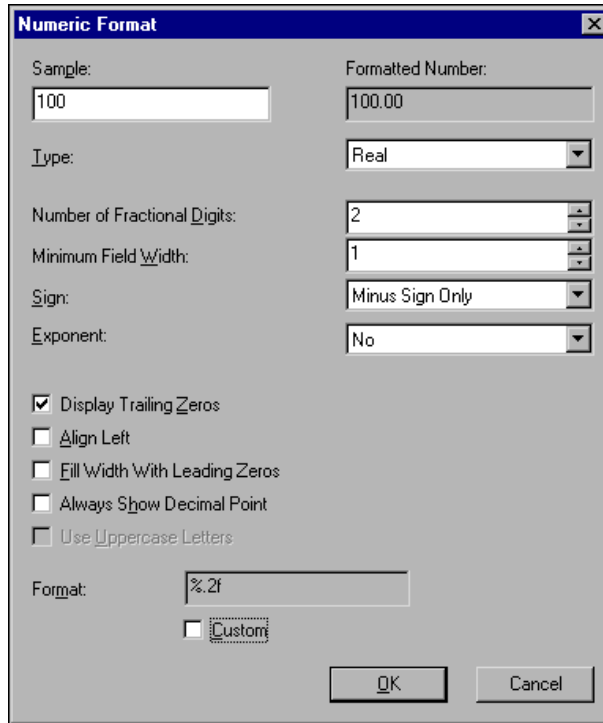 Numeric Format
Sample: Formatted Number:
100 100.00
Type: Real
Number of Fractional Digits: 2
Minimum Field Width: 1
Sign: Minus Sign Only
Exponent: No
Display Trailing Zeros
Align Left
Fill Width With Leading Zeros
Always Show Decimal Point
Use Uppercase Letters
Format: %.2f
Custom
OK Cancel